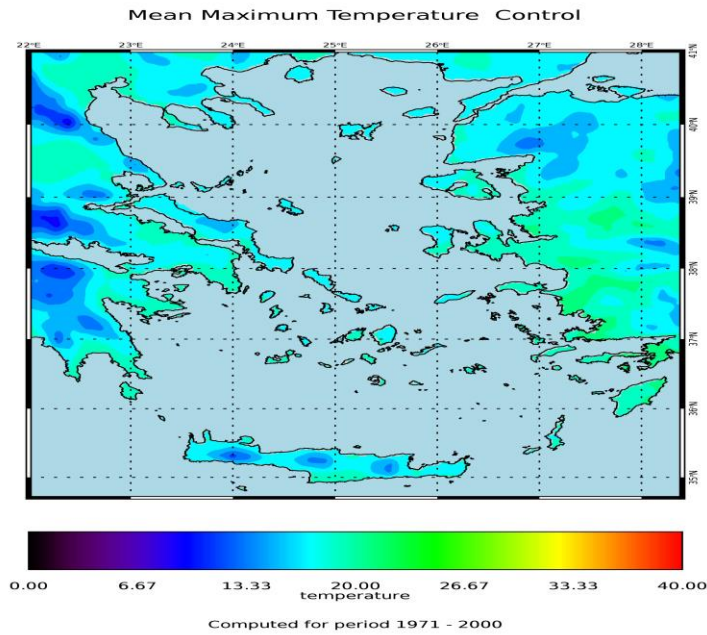 Mean Maximum Temperature Control
22°E 23°E 24°E 25°E 26°E 27°E 28°E
41°N
40°N
39°N
38°N
37°N
36°N
35°N
0.00 6.67 13.33 20.00 26.67 33.33 40.00
temperature
Computed for period 1971 - 2000